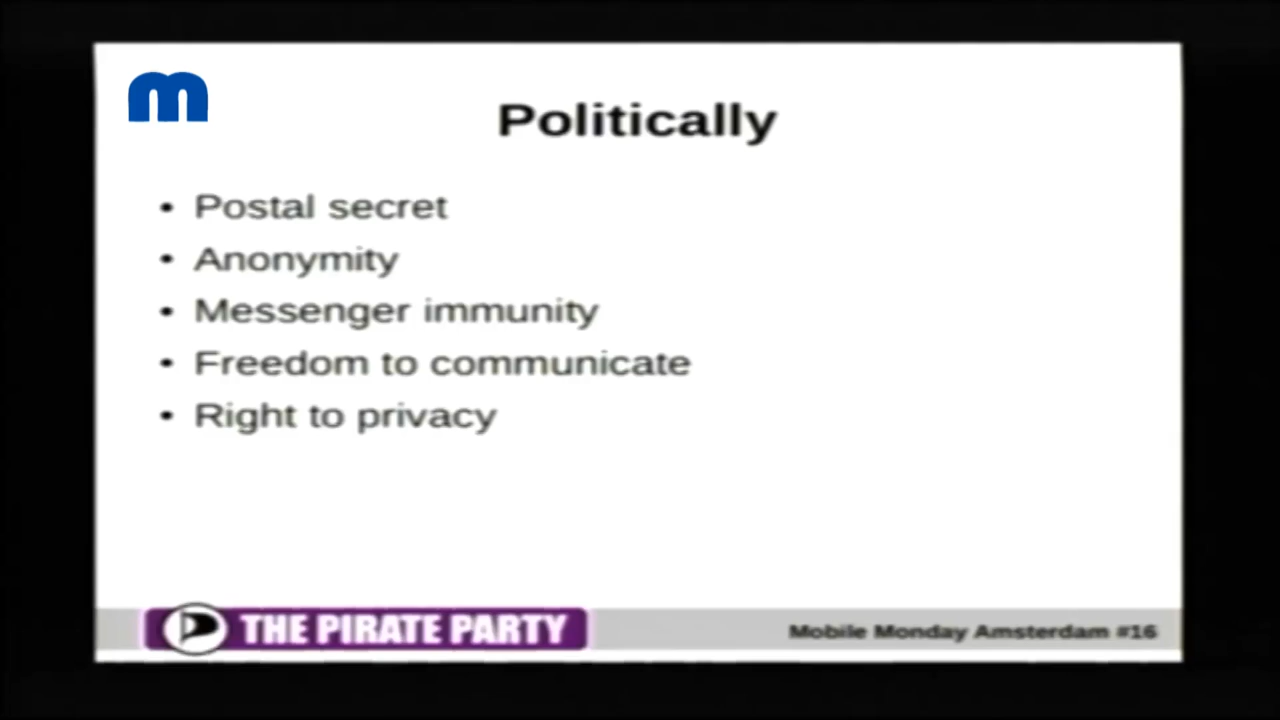 m
Politically
• Postal secret
• Anonymity
• Messenger immunity
• Freedom to communicate
• Right to privacy
THE PIRATE PARTY
Mobile Monday Amsterdam #16